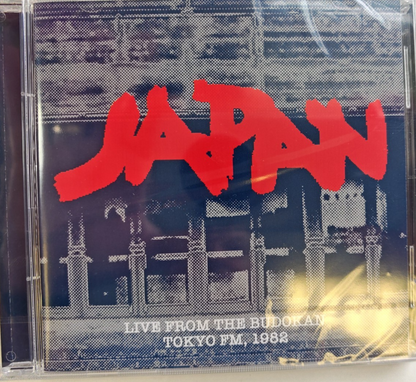 JAPAN
LIVE FROM THE BUDOKAN
TOKYO FM, 1982